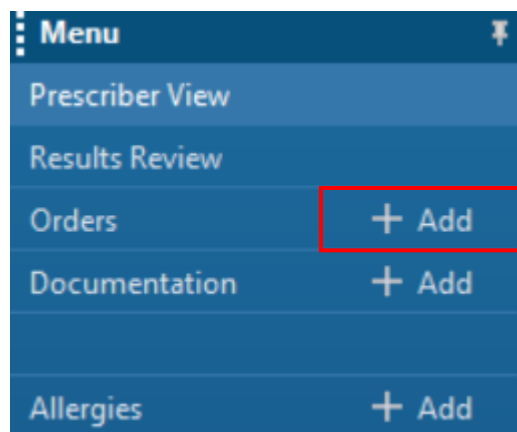 Menu
Prescriber View
Results Review
Orders + Add
Documentation + Add
Allergies + Add